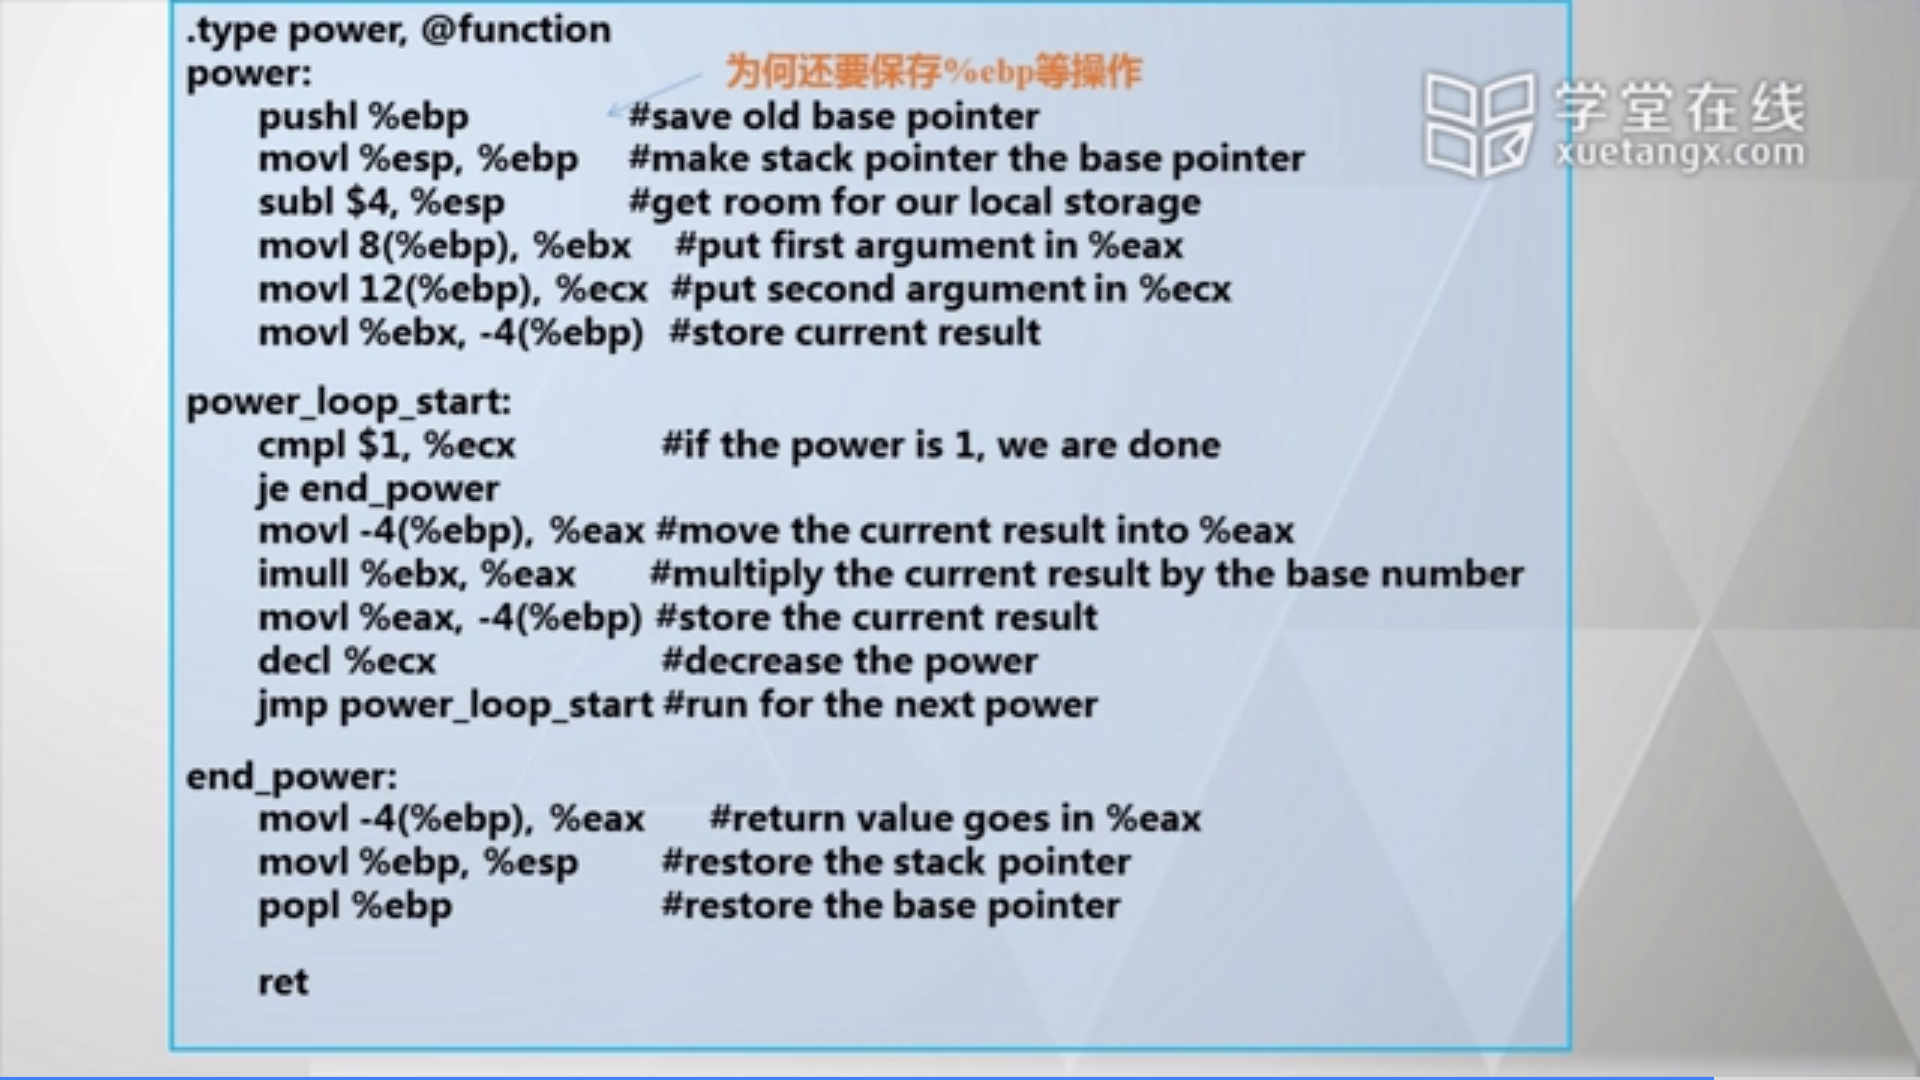 .type power, @function
power:
为何还要保存%ebp等操作
pushl %ebp #save old base pointer
movl %esp, %ebp #make stack pointer the base pointer
subl $4, %esp #get room for our local storage
movl 8(%ebp), %ebx #put first argument in %eax
movl 12(%ebp), %ecx #put second argument in %ecx
movl %ebx, -4(%ebp) #store current result
power_loop_start:
cmpl $1, %ecx #if the power is 1, we are done
je end_power
movl -4(%ebp), %eax #move the current result into %eax
imull %ebx, %eax #multiply the current result by the base number
movl %eax, -4(%ebp) #store the current result
decl %ecx #decrease the power
jmp power_loop_start #run for the next power
end_power:
movl -4(%ebp), %eax #return value goes in %eax
movl %ebp, %esp #restore the stack pointer
popl %ebp #restore the base pointer
ret
学堂在线
xuetangx.com